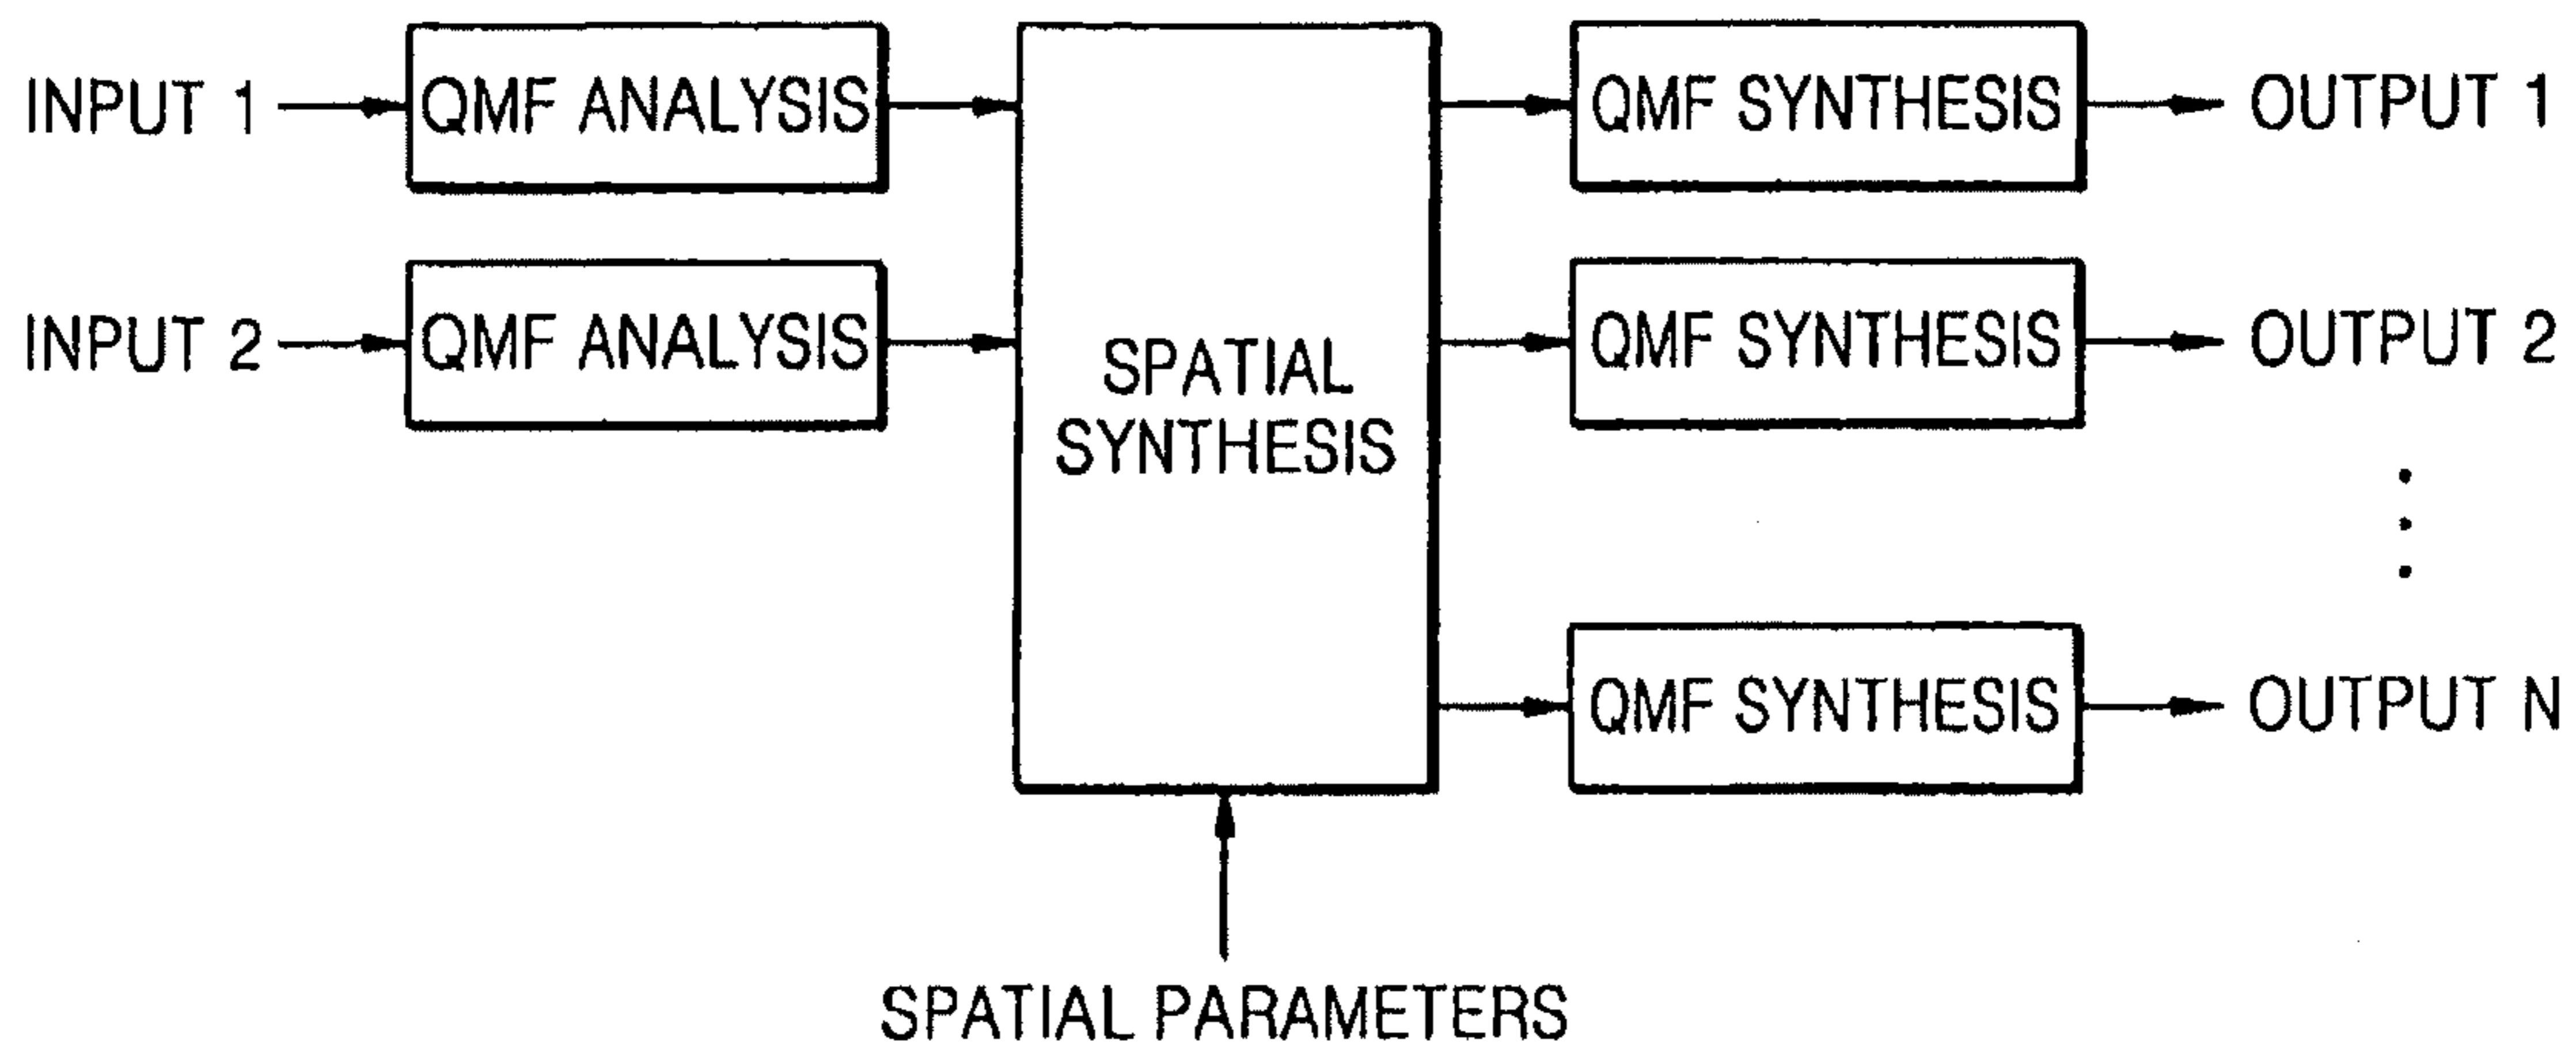 INPUT 1
QMF ANALYSIS
QMF SYNTHESIS
OUTPUT 1
INPUT 2
QMF ANALYSIS
SPATIAL
SYNTHESIS
QMF SYNTHESIS
OUTPUT 2
QMF SYNTHESIS
OUTPUT N
SPATIAL PARAMETERS